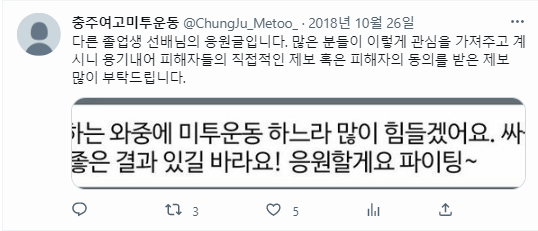 충주여고미투운동 @ChungJu_Metoo_ · 2018년 10월 26일
다른 졸업생 선배님의 응원글입니다. 많은 분들이 이렇게 관심을 가져주고 계
시니 용기내어 피해자들의 직접적인 제보 혹은 피해자의 동의를 받은 제보
많이 부탁드립니다.
하는 와중에 미투운동 하느라 많이 힘들겠어요. 싸
좋은 결과 있길 바라요! 응원할게요 파이팅~
3 5